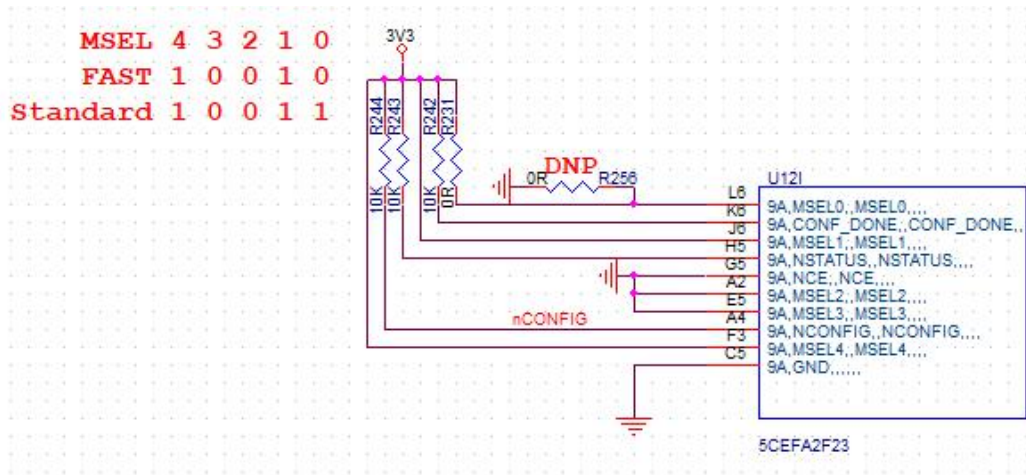 MSEL 4 3 2 1 0
FAST 1 0 0 1 0
Standard 1 0 0 1 1
3V3
R244
R243
R242
R231
10K
10K
10K
0R
DNP
0R
R256
nCONFIG
U12I
L6
9A,MSEL0,,MSEL0,,,,
K6
9A,CONF_DONE,,CONF_DONE,,
J6
9A,MSEL1,,MSEL1,,,,
H5
9A,NSTATUS,,NSTATUS,,,,
G5
9A,NCE,,NCE,,,,
A2
9A,MSEL2,,MSEL2,,,,
E5
9A,MSEL3,,MSEL3,,,,
A4
9A,NCONFIG,,NCONFIG,,,,
F3
9A,MSEL4,,MSEL4,,,,
C5
9A,GND,,,,,,
5CEFA2F23